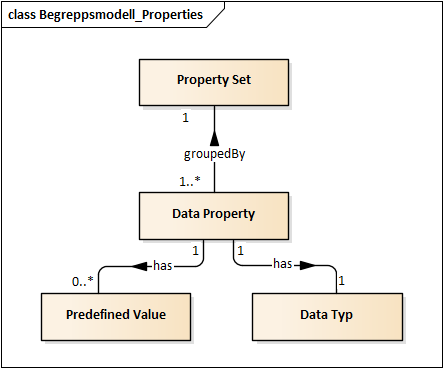 class Begreppsmodell_Properties
Property Set
1
groupedBy
1..*
Data Property
1
1
has
has
0..*
1
Predefined Value
Data Typ